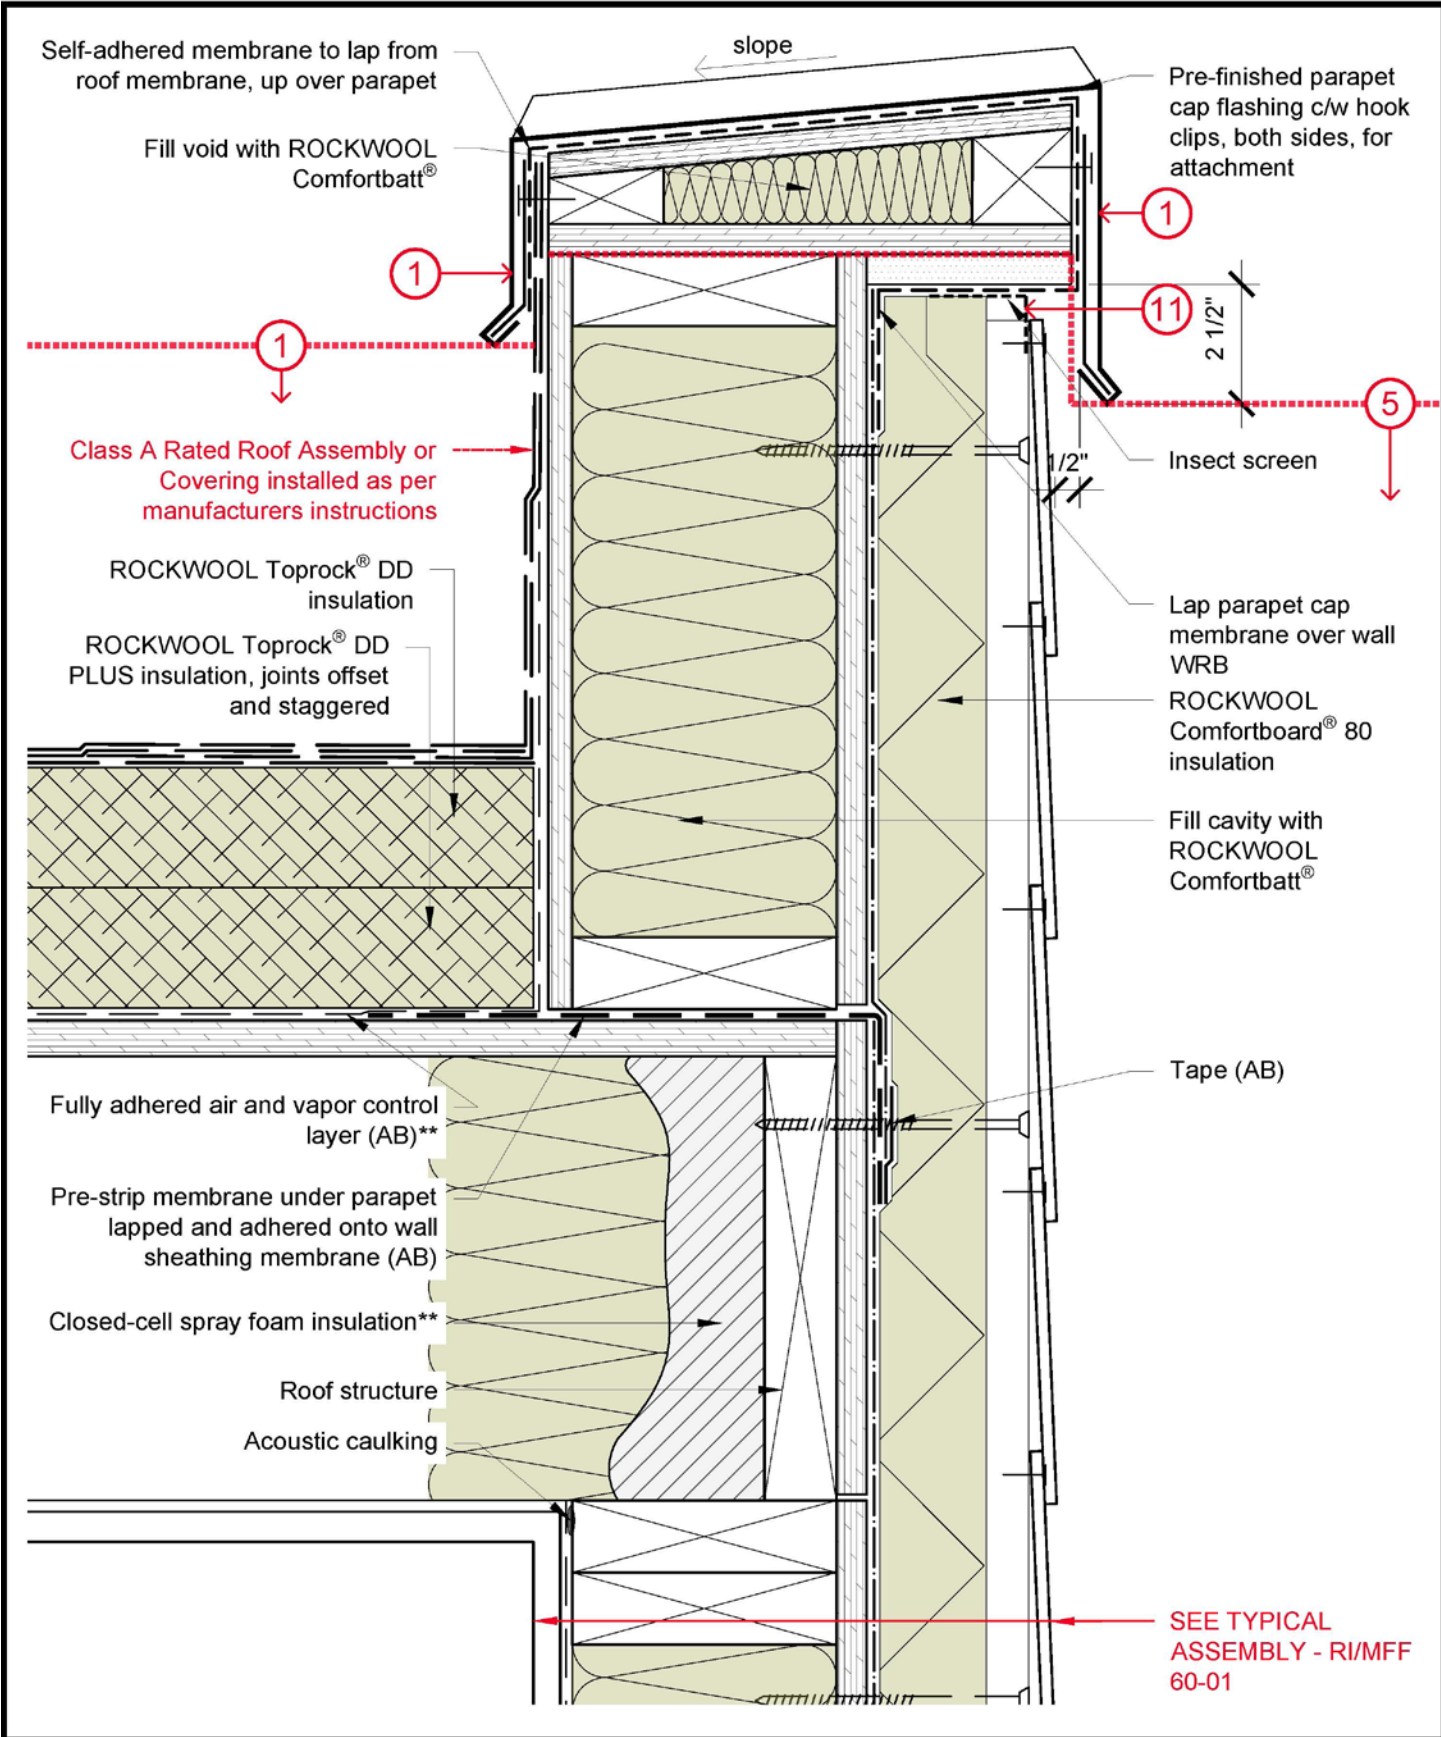 Self-adhered membrane to lap from
roof membrane, up over parapet
slope
Pre-finished parapet
cap flashing c/w hook
clips, both sides, for
attachment
Fill void with ROCKWOOL
Comfortbatt®
1
1
11
2 1/2"
1
5
Class A Rated Roof Assembly or
Covering installed as per
manufacturers instructions
1/2"
Insect screen
ROCKWOOL Toprock® DD
insulation
ROCKWOOL Toprock® DD
PLUS insulation, joints offset
and staggered
Lap parapet cap
membrane over wall
WRB
ROCKWOOL
Comfortboard® 80
insulation
Fill cavity with
ROCKWOOL
Comfortbatt®
Tape (AB)
Fully adhered air and vapor control
layer (AB)**
Pre-strip membrane under parapet
lapped and adhered onto wall
sheathing membrane (AB)
Closed-cell spray foam insulation**
Roof structure
Acoustic caulking
SEE TYPICAL
ASSEMBLY - RI/MFF
60-01